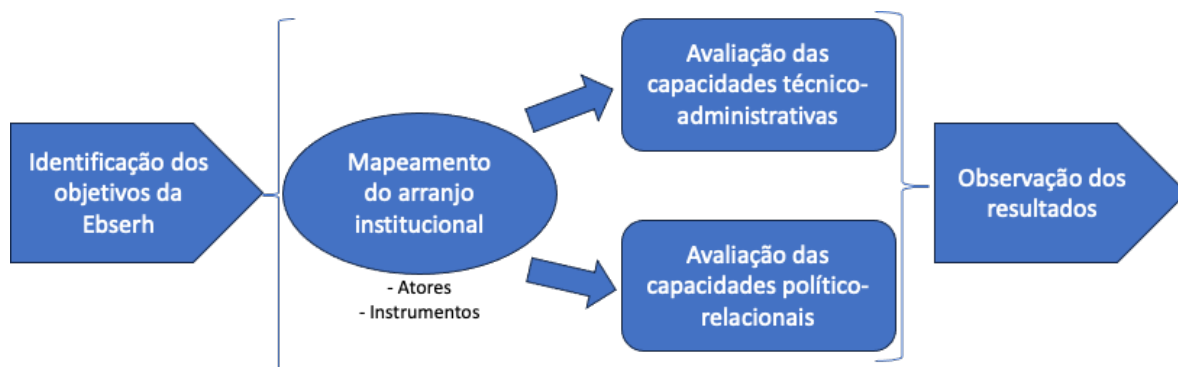 Identificação dos
objetivos da
Ebserh
Mapeamento
do arranjo
institucional
- Atores
- Instrumentos
Avaliação das
capacidades técnico-
administrativas
Avaliação das
capacidades político-
relacionais
Observação dos
resultados